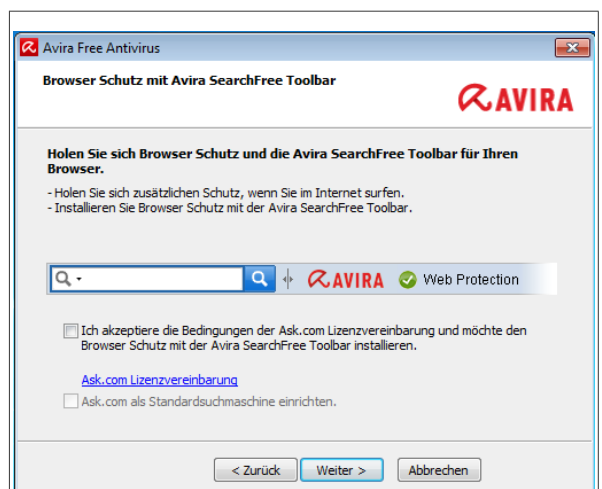 Avira Free Antivirus
Browser Schutz mit Avira SearchFree Toolbar
AVIRA
Holen Sie sich Browser Schutz und die Avira SearchFree Toolbar für Ihren
Browser.
- Holen Sie sich zusätzlichen Schutz, wenn Sie im Internet surfen.
- Installieren Sie Browser Schutz mit der Avira SearchFree Toolbar.
AVIRA Web Protection
Ich akzeptiere die Bedingungen der Ask.com Lizenzvereinbarung und möchte den
Browser Schutz mit der Avira SearchFree Toolbar installieren.
Ask.com Lizenzvereinbarung
Ask.com als Standardsuchmaschine einrichten.
< Zurück Weiter > Abbrechen